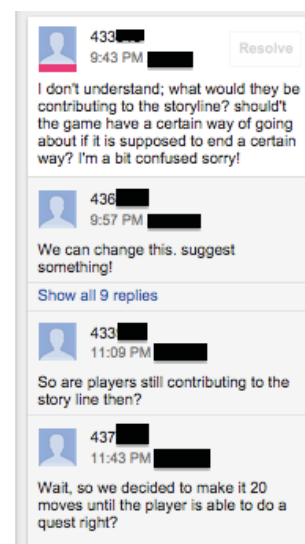 433
9:43 PM
Resolve
I don't understand; what would they be
contributing to the storyline? should't
the game have a certain way of going
about if it is supposed to end a certain
way? I'm a bit confused sorry!
436
9:57 PM
We can change this. suggest
something!
Show all 9 replies
433
11:09 PM
So are players still contributing to the
story line then?
437
11:43 PM
Wait, so we decided to make it 20
moves until the player is able to do a
quest right?